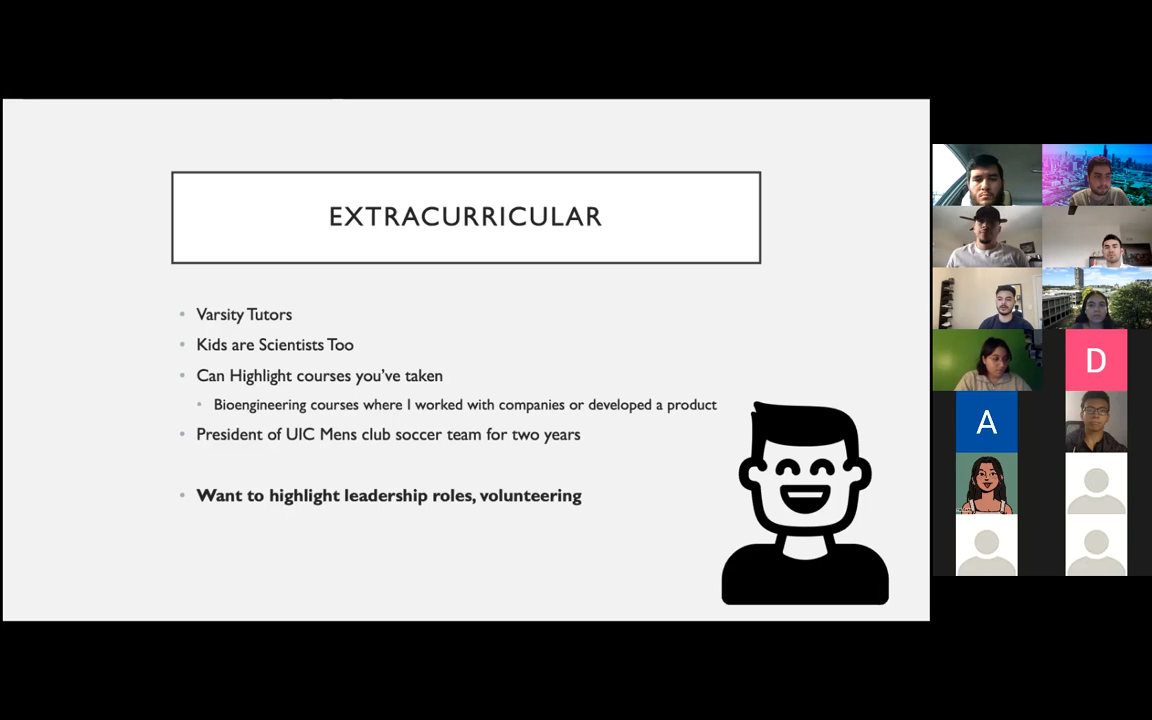 EXTRACURRICULAR
Varsity Tutors
Kids are Scientists Too
Can Highlight courses you've taken
Bioengineering courses where I worked with companies or developed a product
President of UIC Mens club soccer team for two years
Want to highlight leadership roles, volunteering
D
A